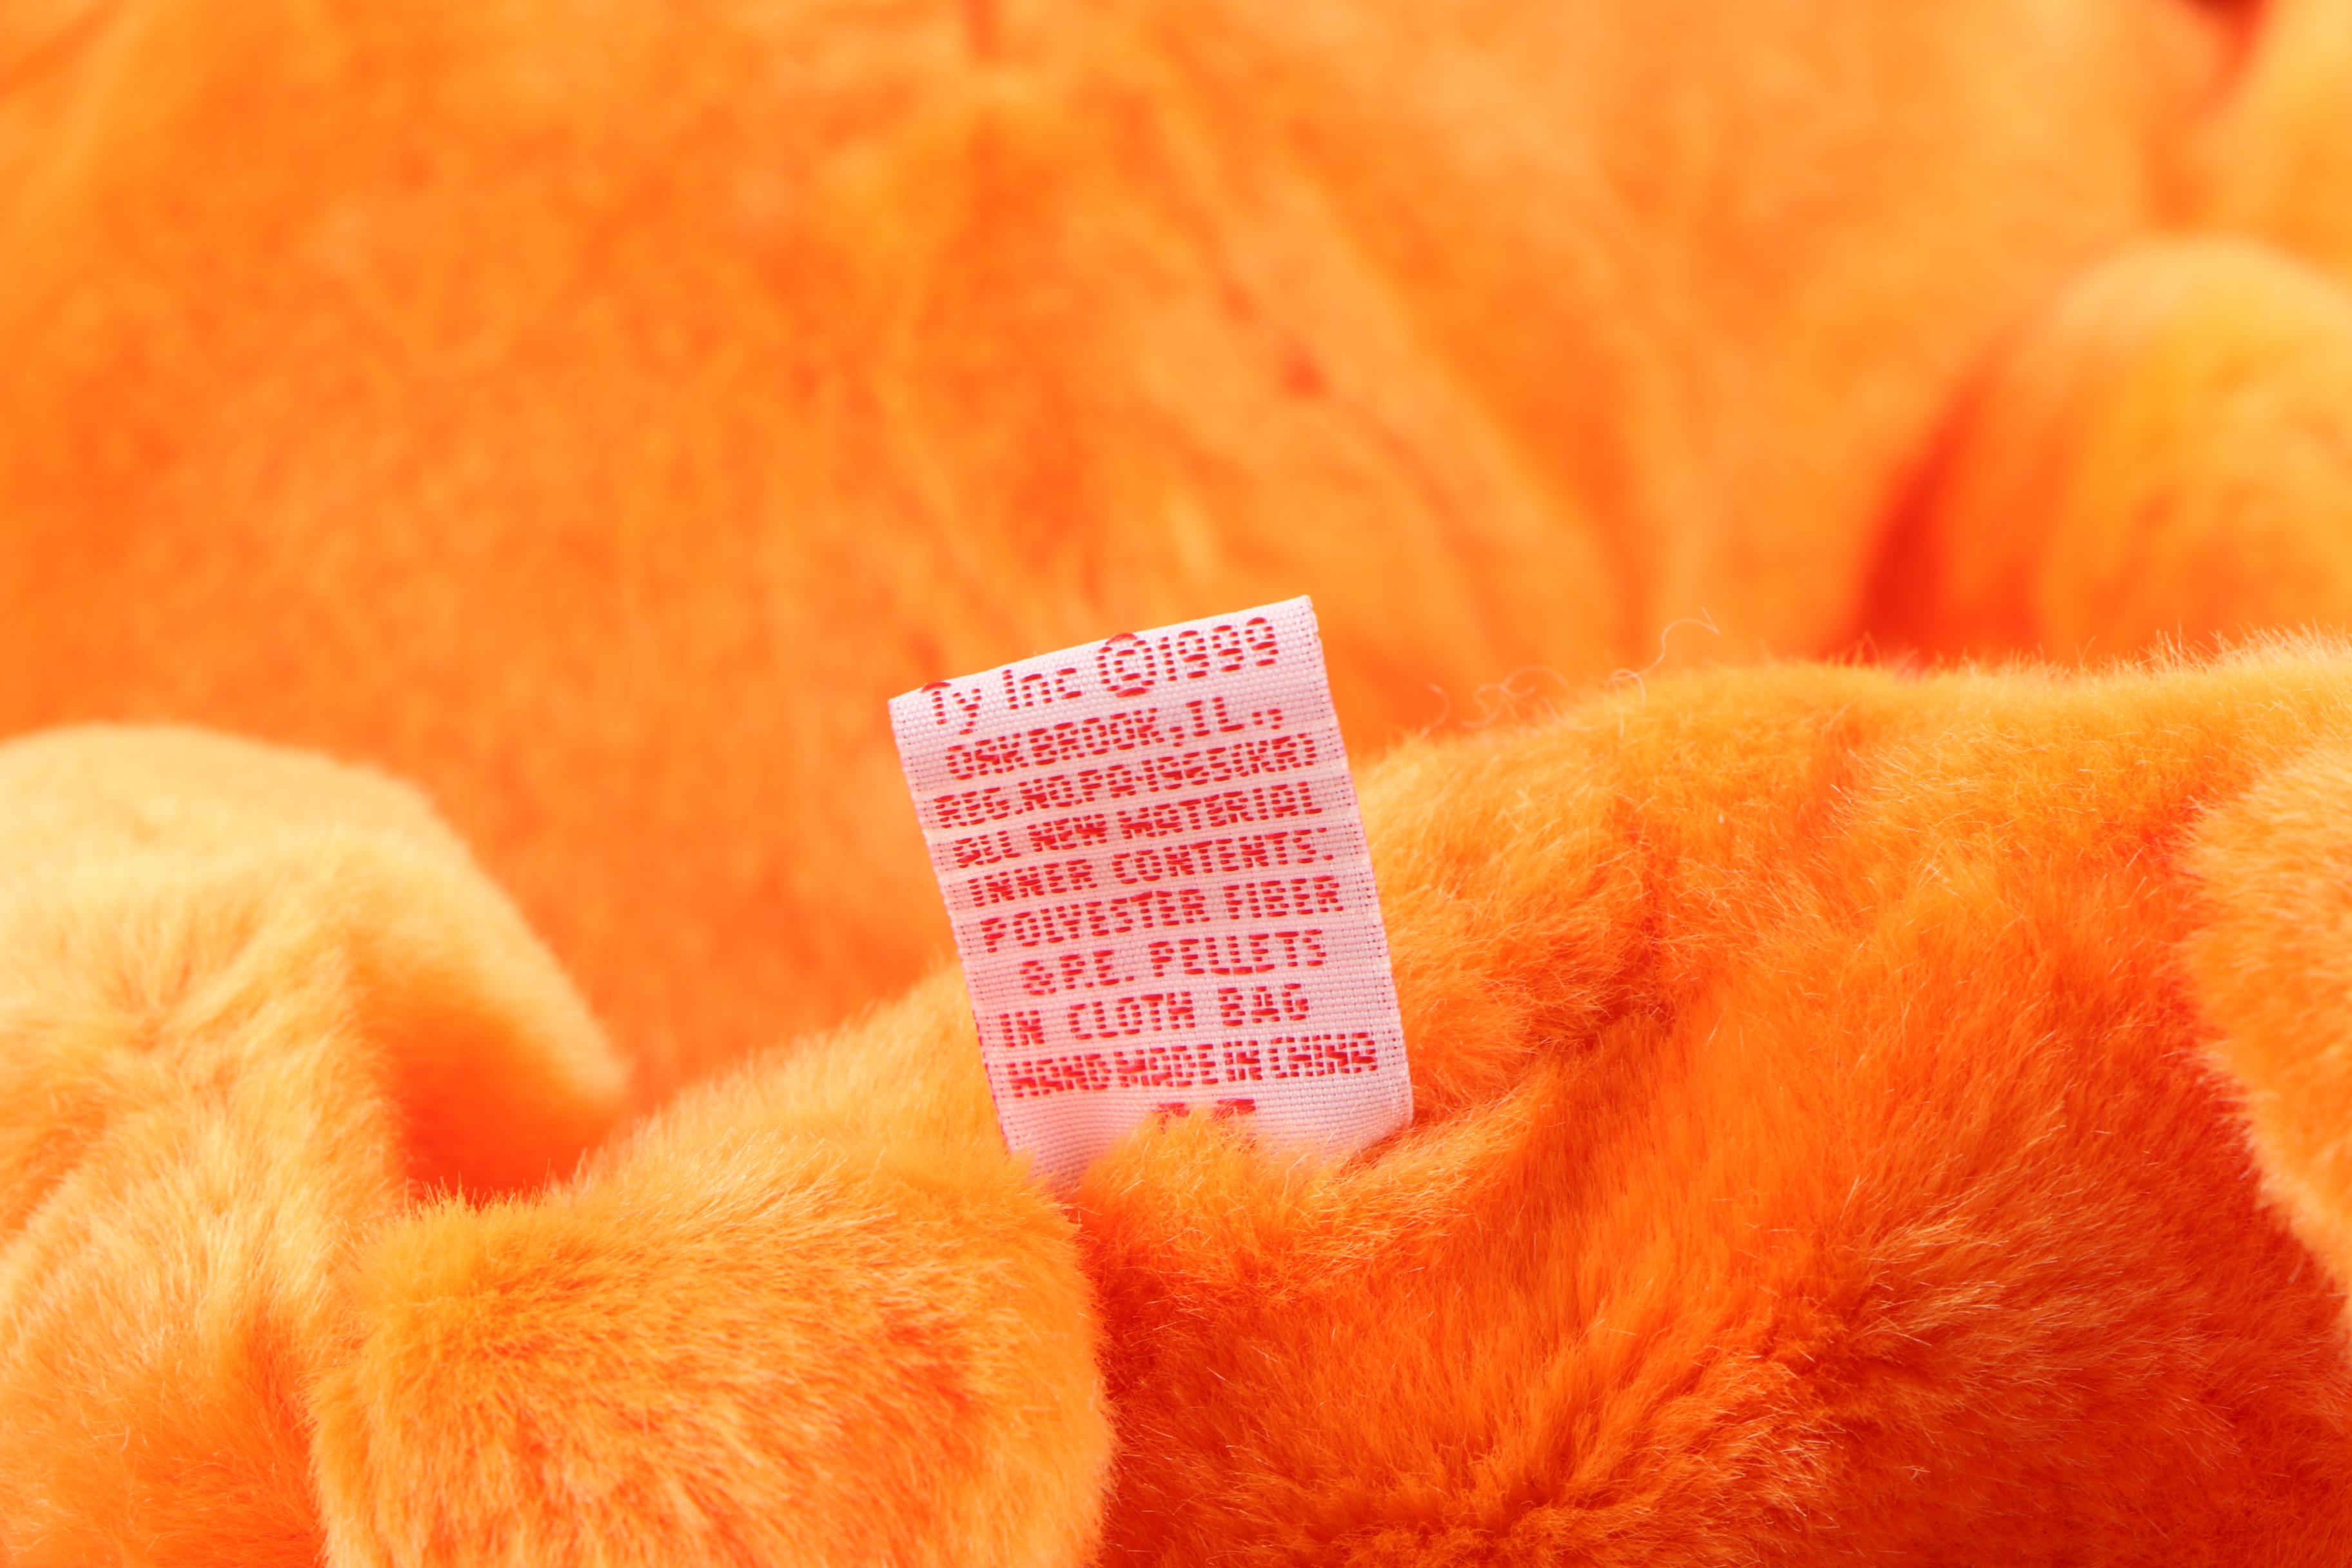 Ty Inc ©1999
OAKBROOK,IL.,
REG.NO.PA-1965(KR)
ALL NEW MATERIAL
INNER CONTENTS:
POLYESTER FIBER
& P.E. PELLETS
IN CLOTH BAG
HAND MADE IN CHINA